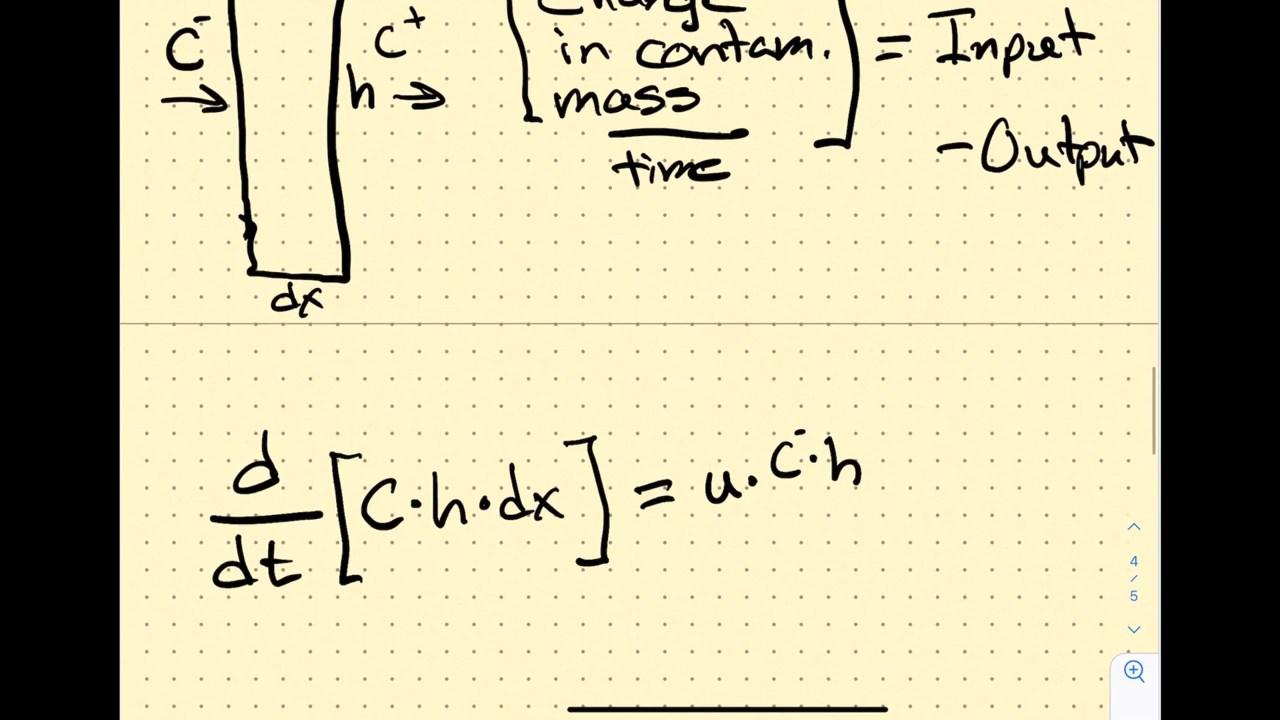 C⁻
C⁺
h →
→
Change
in contam.
mass
time
= Input
- Output
dx
d/dt [C·h·dx] = u·C⁻·h
4
/
5